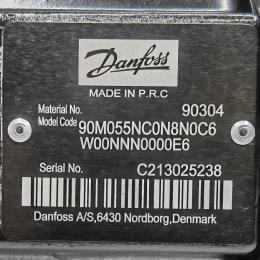 Danfoss
MADE IN P.R.C
Material No. 90304
Model Code 90M055NC0N8N0C6
W00NNN0000E6
Serial No. C213025238
Danfoss A/S,6430 Nordborg,Denmark